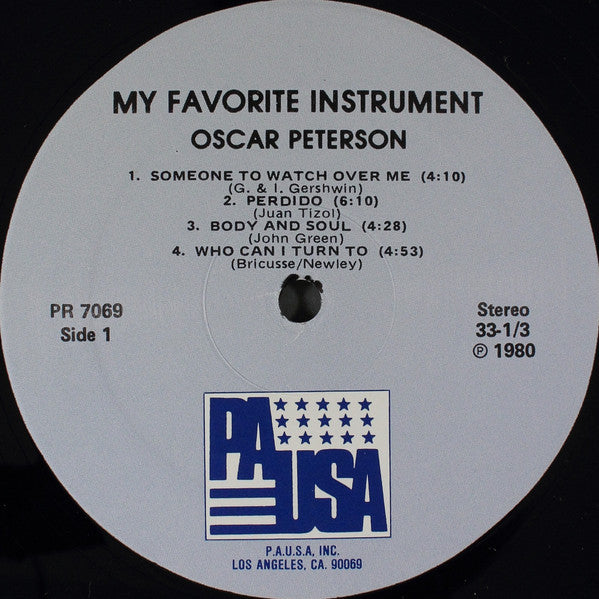 MY FAVORITE INSTRUMENT
OSCAR PETERSON
1. SOMEONE TO WATCH OVER ME (4:10)
(G. & I. Gershwin)
2. PERDIDO (6:10)
(Juan Tizol)
3. BODY AND SOUL (4:28)
(John Green)
4. WHO CAN I TURN TO (4:53)
(Bricusse/Newley)
PR 7069
Side 1
Stereo
33-1/3
℗ 1980
PAUSA
P.A.U.S.A, INC.
LOS ANGELES, CA. 90069